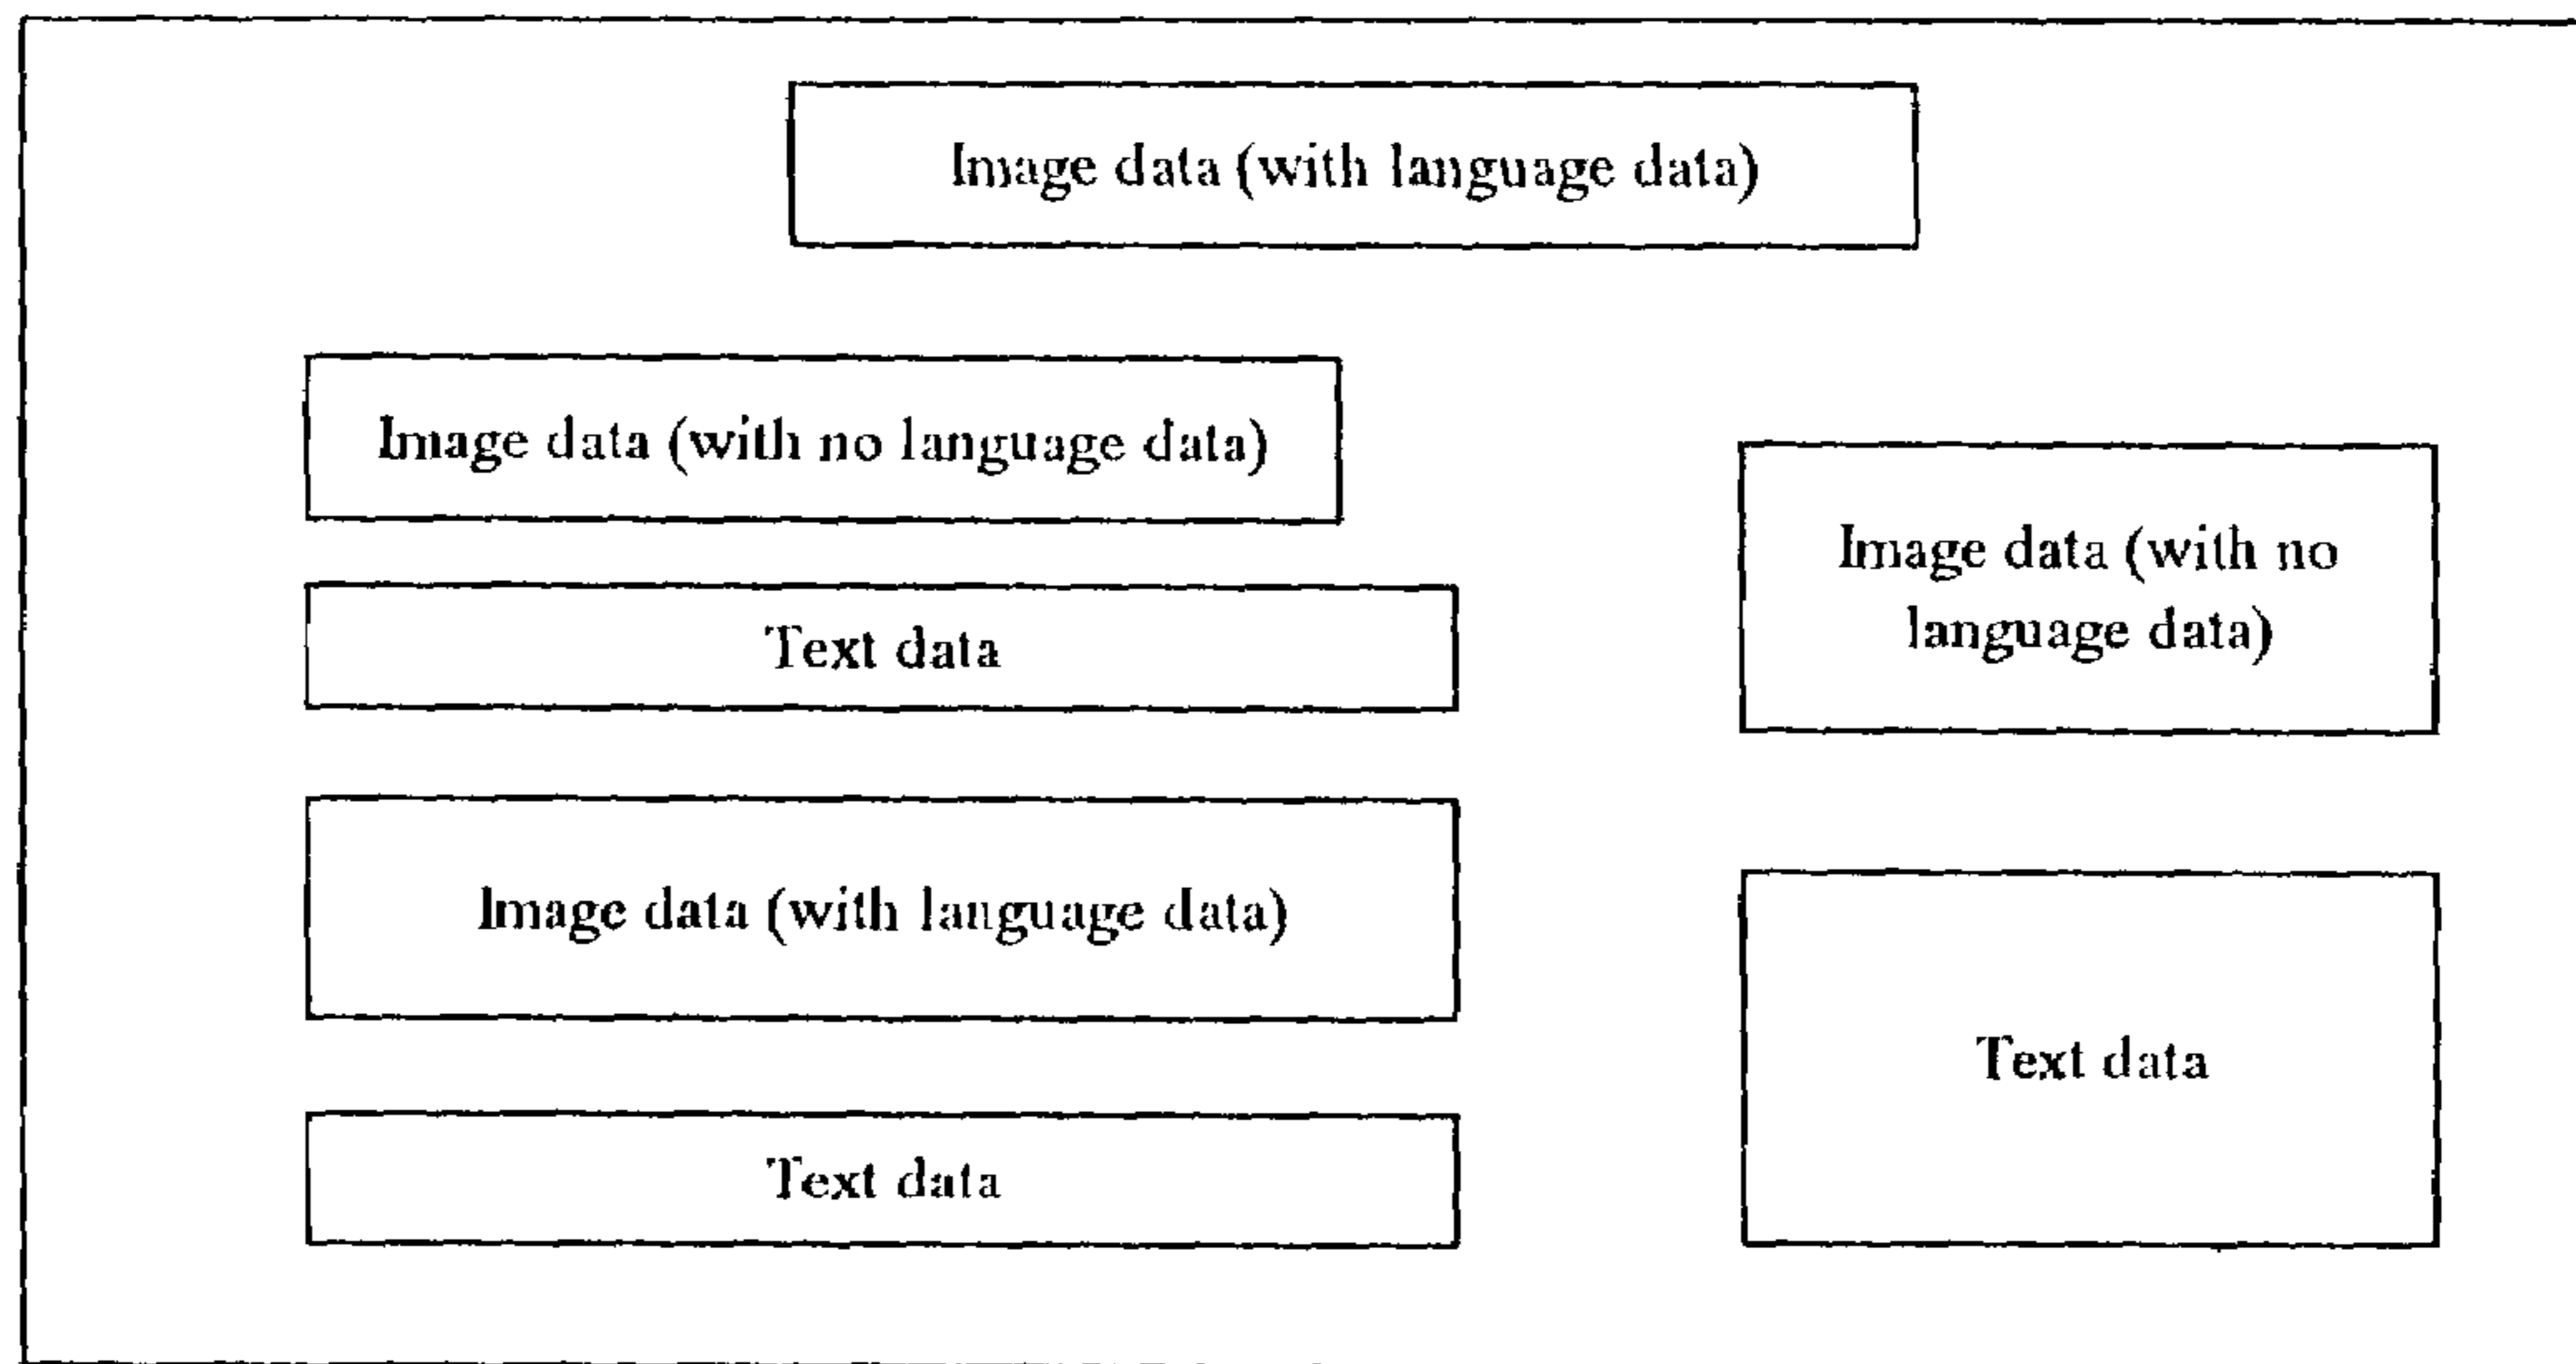 Image data (with language data)
Image data (with no language data)
Text data
Image data (with language data)
Text data
Image data (with no
language data)
Text data